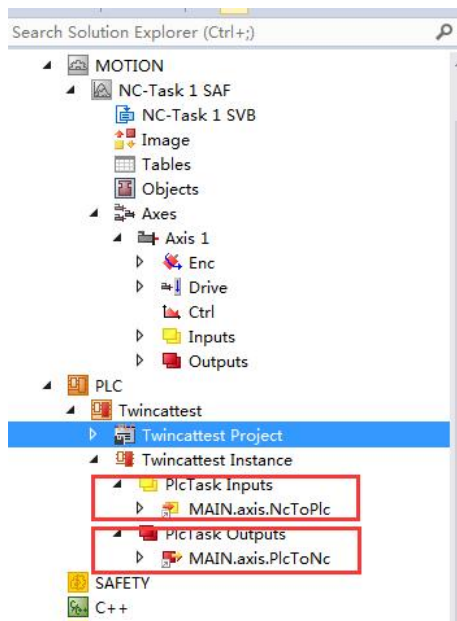 Search Solution Explorer (Ctrl+;)
MOTION
NC-Task 1 SAF
NC-Task 1 SVB
Image
Tables
Objects
Axes
Axis 1
Enc
Drive
Ctrl
Inputs
Outputs
PLC
Twincattest
Twincattest Project
Twincattest Instance
PlcTask Inputs
MAIN.axis.NcToPlc
PlcTask Outputs
MAIN.axis.PlcToNc
SAFETY
C++